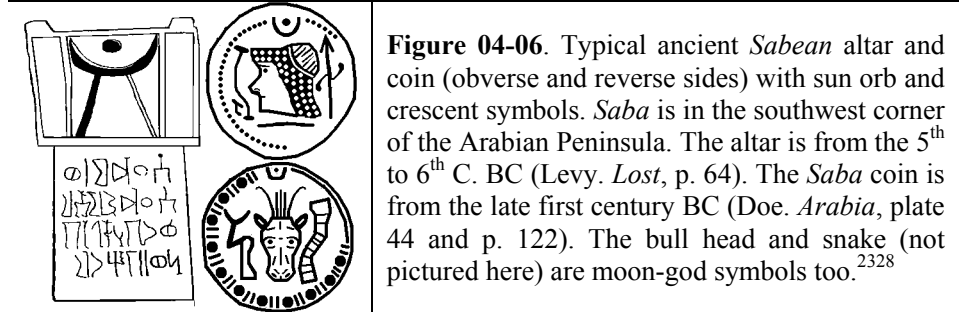 Figure 04-06. Typical ancient Sabean altar and
coin (obverse and reverse sides) with sun orb and
crescent symbols. Saba is in the southwest corner
of the Arabian Peninsula. The altar is from the 5th
to 6th C. BC (Levy. Lost, p. 64). The Saba coin is
from the late first century BC (Doe. Arabia, plate
44 and p. 122). The bull head and snake (not
pictured here) are moon-god symbols too.2328